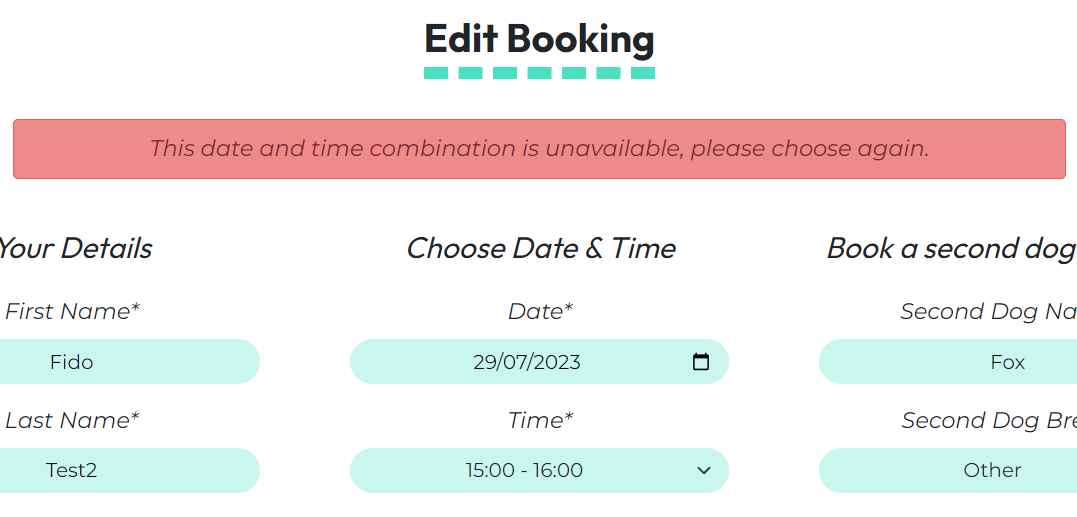 Edit Booking
This date and time combination is unavailable, please choose again.
Your Details
Choose Date & Time
Book a second dog
First Name*
Date*
Second Dog Na
Fido
29/07/2023
Fox
Last Name*
Time*
Second Dog Bre
Test2
15:00 - 16:00
Other